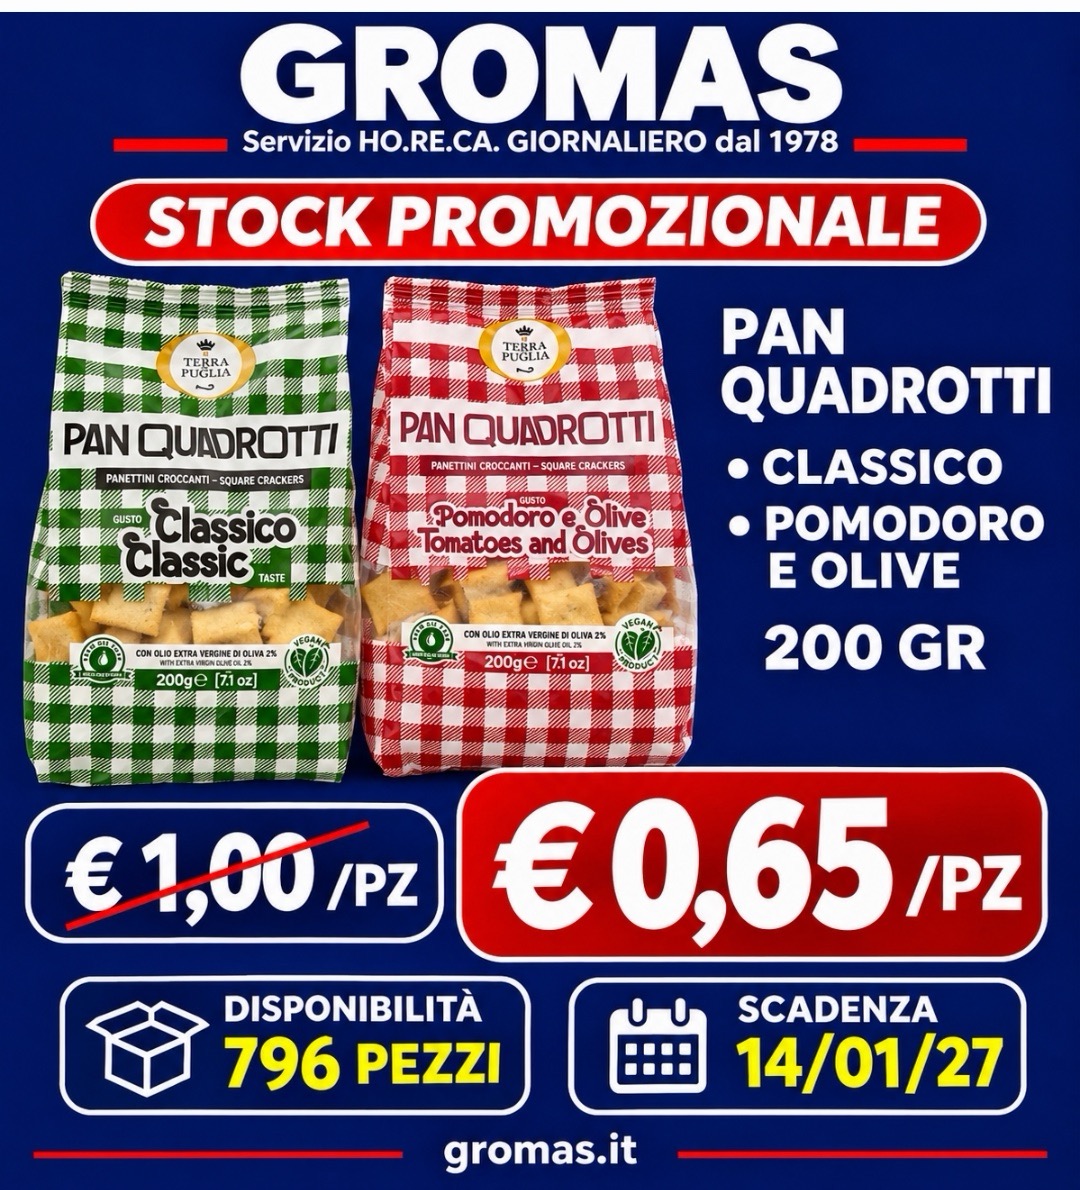 GROMAS
Servizio HO.RE.CA. GIORNALIERO dal 1978
STOCK PROMOZIONALE
TERRA
DI
PUGLIA
PAN QUADROTTI
PANETTINI CROCCANTI – SQUARE CRACKERS
GUSTO Classico
Classic TASTE
CON OLIO EXTRA VERGINE DI OLIVA 2%
WITH EXTRA VIRGIN OLIVE OIL 2%
200g℮ [7.1 oz]
VEGAN
PRODUCT
TERRA
DI
PUGLIA
PAN QUADROTTI
PANETTINI CROCCANTI – SQUARE CRACKERS
GUSTO
Pomodoro e Olive
Tomatoes and Olives
CON OLIO EXTRA VERGINE DI OLIVA 2%
WITH EXTRA VIRGIN OLIVE OIL 2%
200g℮ [7.1 oz]
VEGAN
PRODUCT
PAN
QUADROTTI
• CLASSICO
• POMODORO
E OLIVE
200 GR
€ 1,00 /PZ
€ 0,65 /PZ
DISPONIBILITÀ
796 PEZZI
SCADENZA
14/01/27
gromas.it